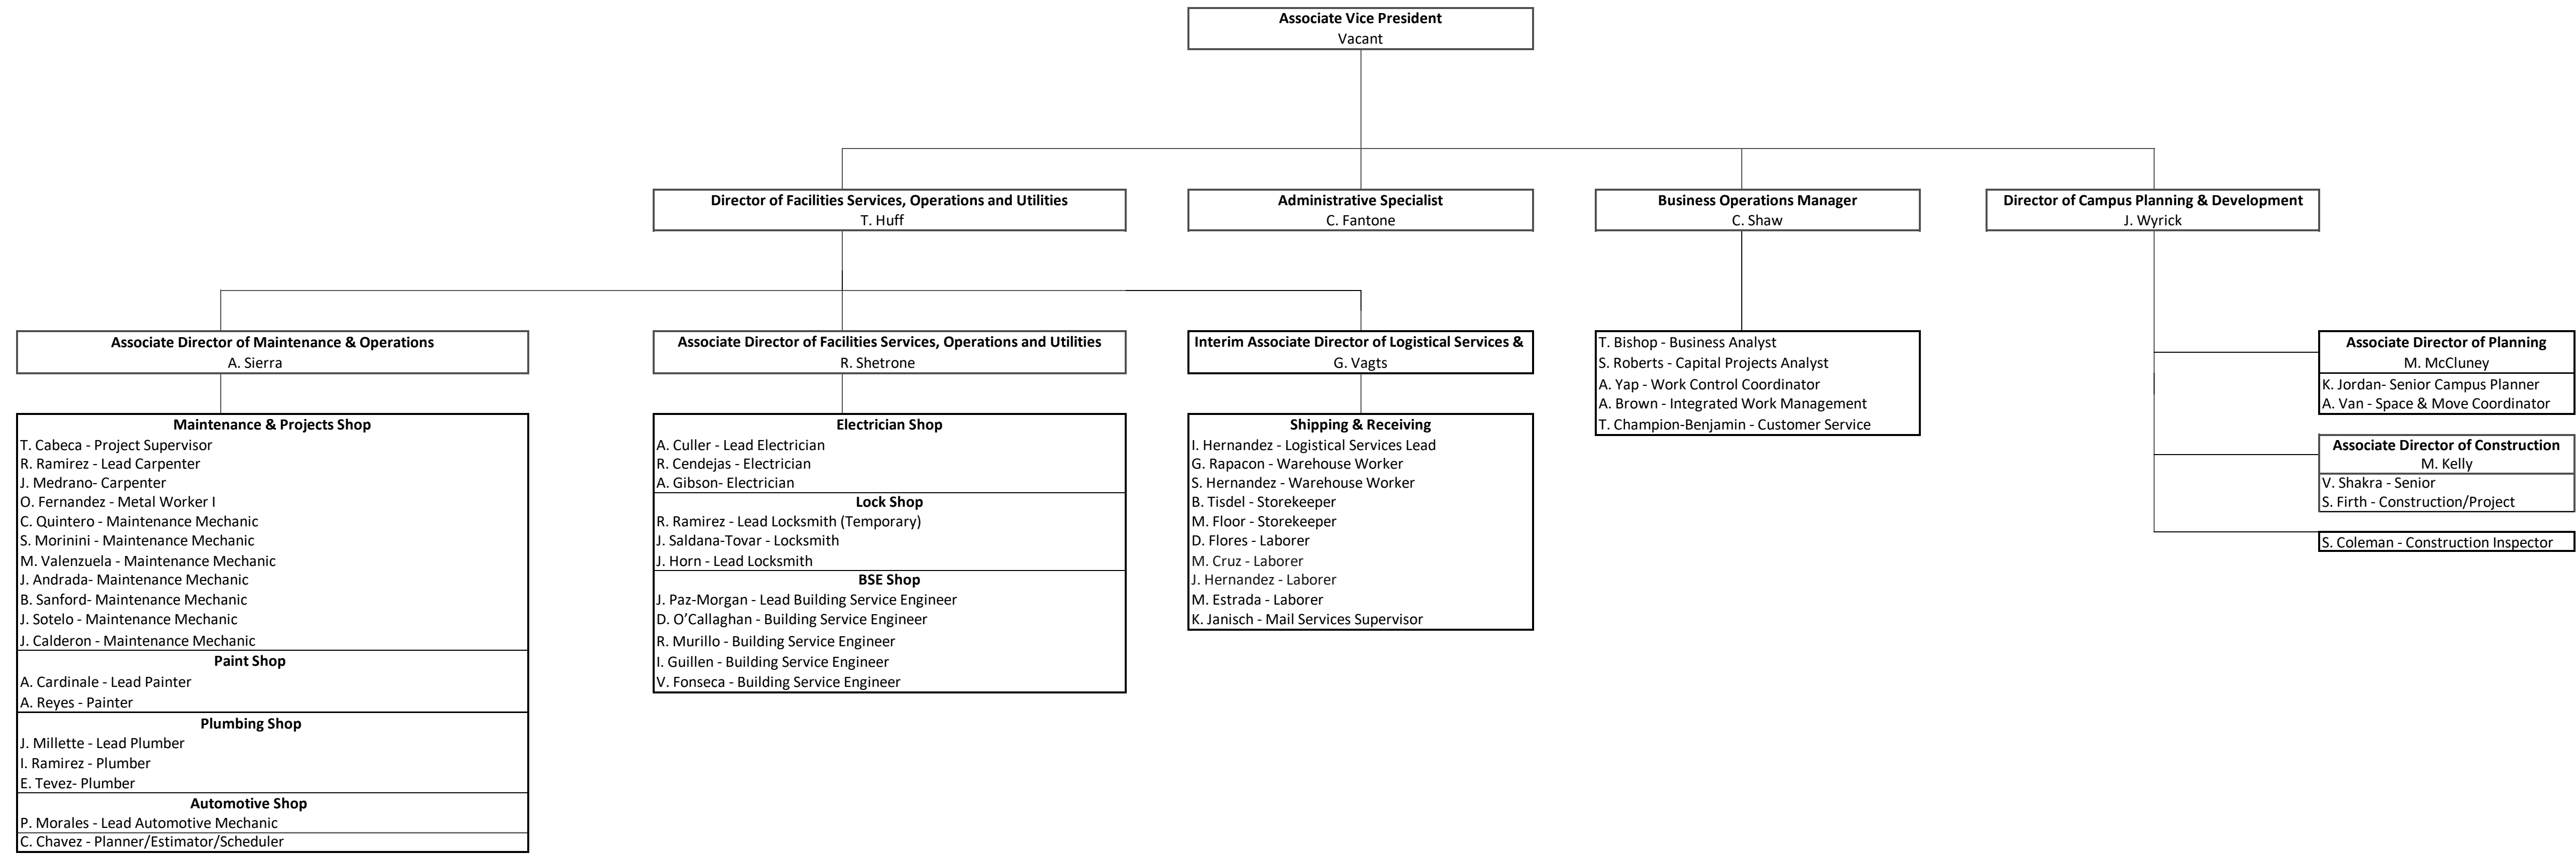 Associate Vice President
Vacant
Director of Facilities Services, Operations and Utilities
T. Huff
Administrative Specialist
C. Fantone
Business Operations Manager
C. Shaw
Director of Campus Planning & Development
J. Wyrick
Associate Director of Maintenance & Operations
A. Sierra
Maintenance & Projects Shop
T. Cabeca - Project Supervisor
R. Ramirez - Lead Carpenter
J. Medrano- Carpenter
O. Fernandez - Metal Worker I
C. Quintero - Maintenance Mechanic
S. Morinini - Maintenance Mechanic
M. Valenzuela - Maintenance Mechanic
J. Andrada- Maintenance Mechanic
B. Sanford- Maintenance Mechanic
J. Sotelo - Maintenance Mechanic
J. Calderon - Maintenance Mechanic
Paint Shop
A. Cardinale - Lead Painter
A. Reyes - Painter
Plumbing Shop
J. Millette - Lead Plumber
I. Ramirez - Plumber
E. Tevez- Plumber
Automotive Shop
P. Morales - Lead Automotive Mechanic
C. Chavez - Planner/Estimator/Scheduler
Associate Director of Facilities Services, Operations and Utilities
R. Shetrone
Electrician Shop
A. Culler - Lead Electrician
R. Cendejas - Electrician
A. Gibson- Electrician
Lock Shop
R. Ramirez - Lead Locksmith (Temporary)
J. Saldana-Tovar - Locksmith
J. Horn - Lead Locksmith
BSE Shop
J. Paz-Morgan - Lead Building Service Engineer
D. O’Callaghan - Building Service Engineer
R. Murillo - Building Service Engineer
I. Guillen - Building Service Engineer
V. Fonseca - Building Service Engineer
Interim Associate Director of Logistical Services &
G. Vagts
Shipping & Receiving
I. Hernandez - Logistical Services Lead
G. Rapacon - Warehouse Worker
S. Hernandez - Warehouse Worker
B. Tisdel - Storekeeper
M. Floor - Storekeeper
D. Flores - Laborer
M. Cruz - Laborer
J. Hernandez - Laborer
M. Estrada - Laborer
K. Janisch - Mail Services Supervisor
T. Bishop - Business Analyst
S. Roberts - Capital Projects Analyst
A. Yap - Work Control Coordinator
A. Brown - Integrated Work Management
T. Champion-Benjamin - Customer Service
Associate Director of Planning
M. McCluney
K. Jordan- Senior Campus Planner
A. Van - Space & Move Coordinator
Associate Director of Construction
M. Kelly
V. Shakra - Senior
S. Firth - Construction/Project
S. Coleman - Construction Inspector